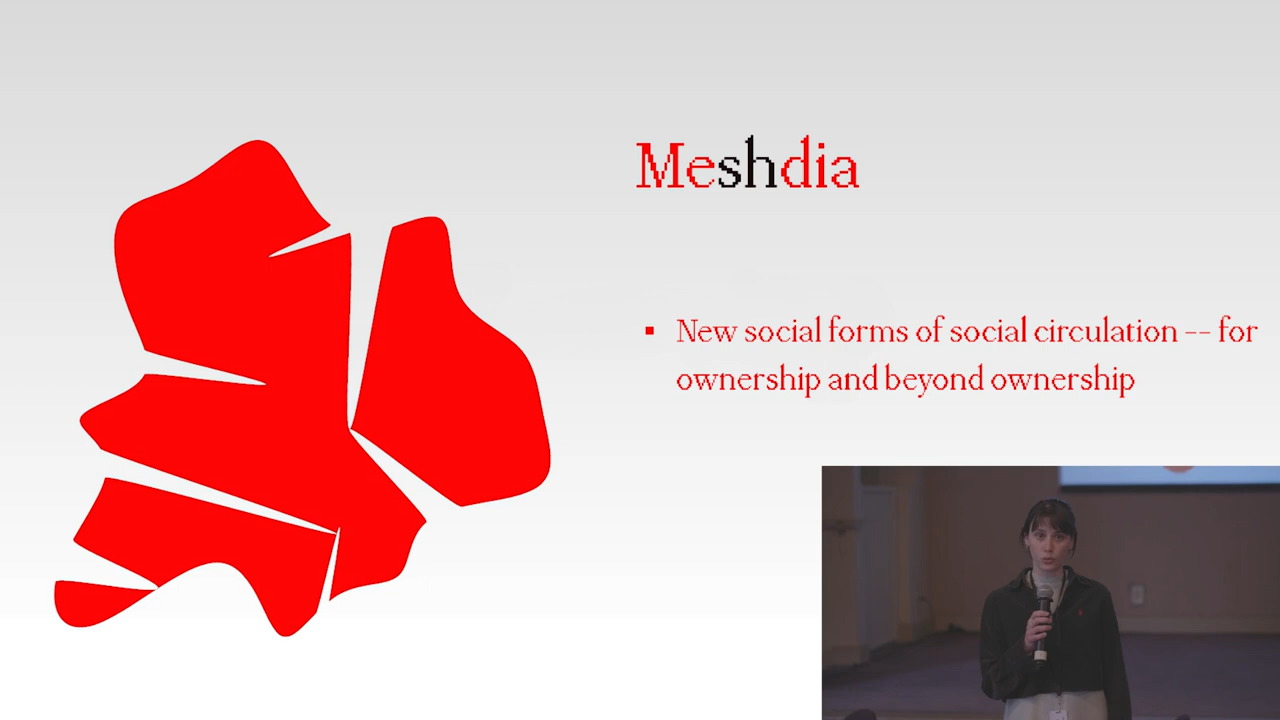 Meshdia
New social forms of social circulation -- for
ownership and beyond ownership